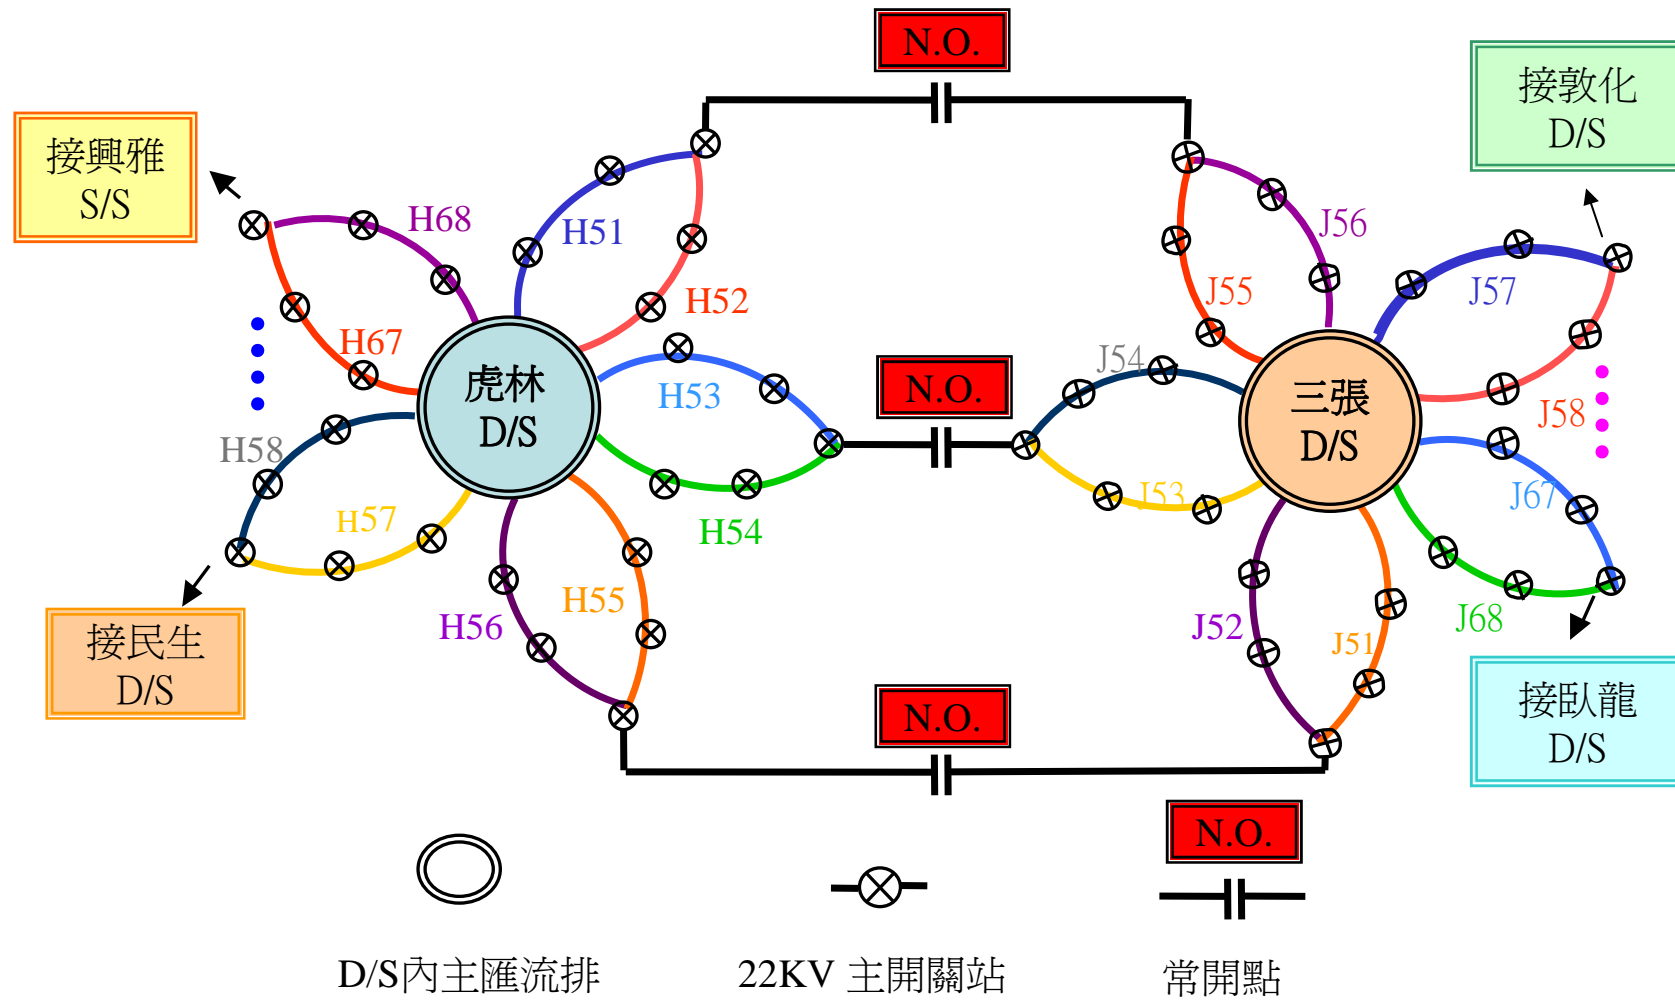 N.O.
接敦化
D/S
接興雅
S/S
H68
H51
J56
H52
J55
J57
H67
J54
虎林
D/S
H53
N.O.
三張
D/S
J58
H58
H57
H54
J53
J67
H56
H55
J52
J51
J68
接民生
D/S
N.O.
接臥龍
D/S
N.O.
D/S內主匯流排
22KV 主開關站
常開點